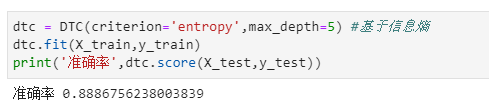 dtc = DTC(criterion='entropy',max_depth=5) #基于信息熵
dtc.fit(X_train,y_train)
print('准确率',dtc.score(X_test,y_test))
准确率 0.8886756238003839